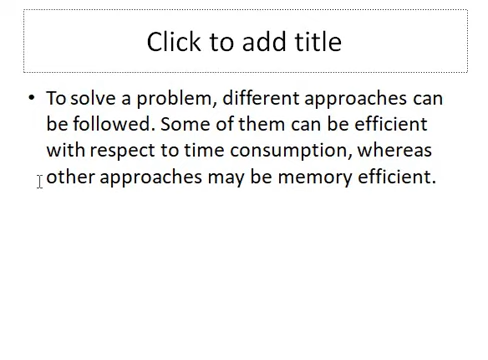 Click to add title
• To solve a problem, different approaches can
be followed. Some of them can be efficient
with respect to time consumption, whereas
other approaches may be memory efficient.